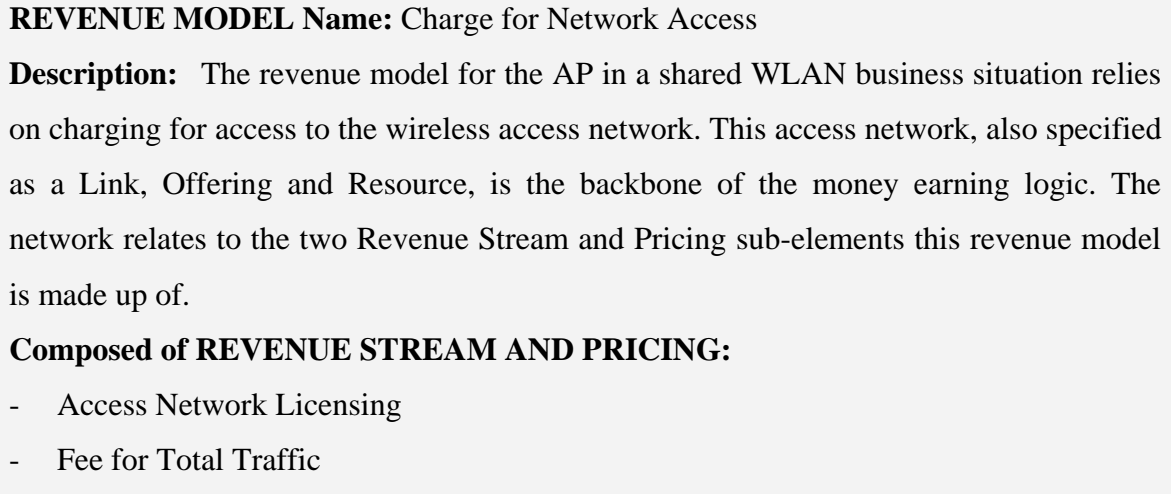 REVENUE MODEL Name: Charge for Network Access
Description: The revenue model for the AP in a shared WLAN business situation relies
on charging for access to the wireless access network. This access network, also specified
as a Link, Offering and Resource, is the backbone of the money earning logic. The
network relates to the two Revenue Stream and Pricing sub-elements this revenue model
is made up of.
Composed of REVENUE STREAM AND PRICING:
- Access Network Licensing
- Fee for Total Traffic